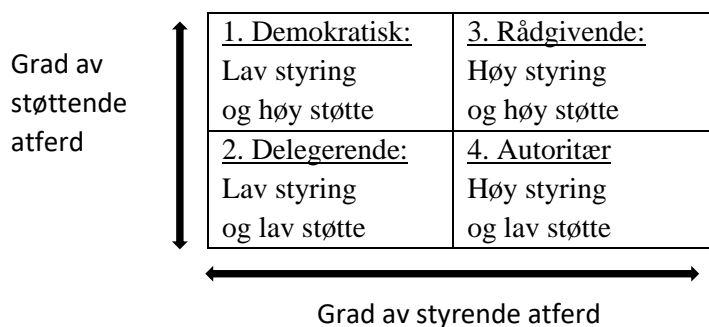 Grad av
støttende
atferd
1. Demokratisk:
Lav styring
og høy støtte
3. Rådgivende:
Høy styring
og høy støtte
2. Delegerende:
Lav styring
og lav støtte
4. Autoritær
Høy styring
og lav støtte
Grad av styrende atferd